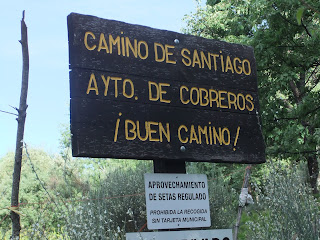 CAMINO DE SANTIAGO
AYTO. DE COBREROS
¡BUEN CAMINO!
APROVECHAMIENTO
DE SETAS REGULADO
PROHIBIDA LA RECOGIDA
SIN TARJETA MUNICIPAL